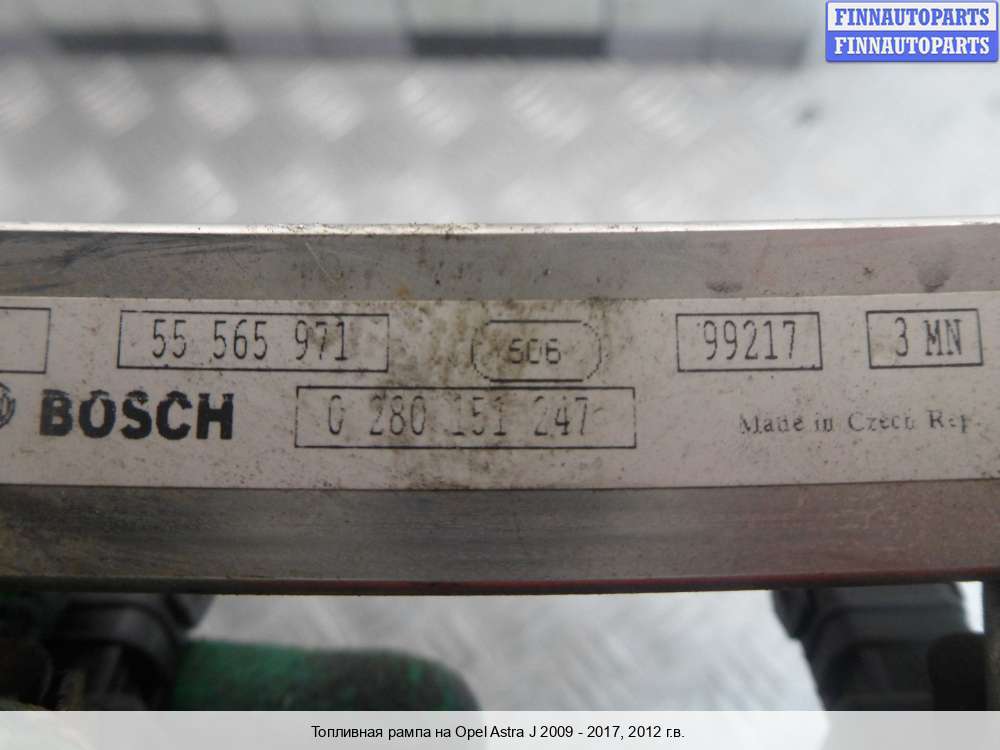 FINNAUTOPARTS
FINNAUTOPARTS
55 565 971 606 99217 3 MN
BOSCH 0 280 151 247 Made in Czech Rep.
Топливная рампа на Opel Astra J 2009 - 2017, 2012 г.в.